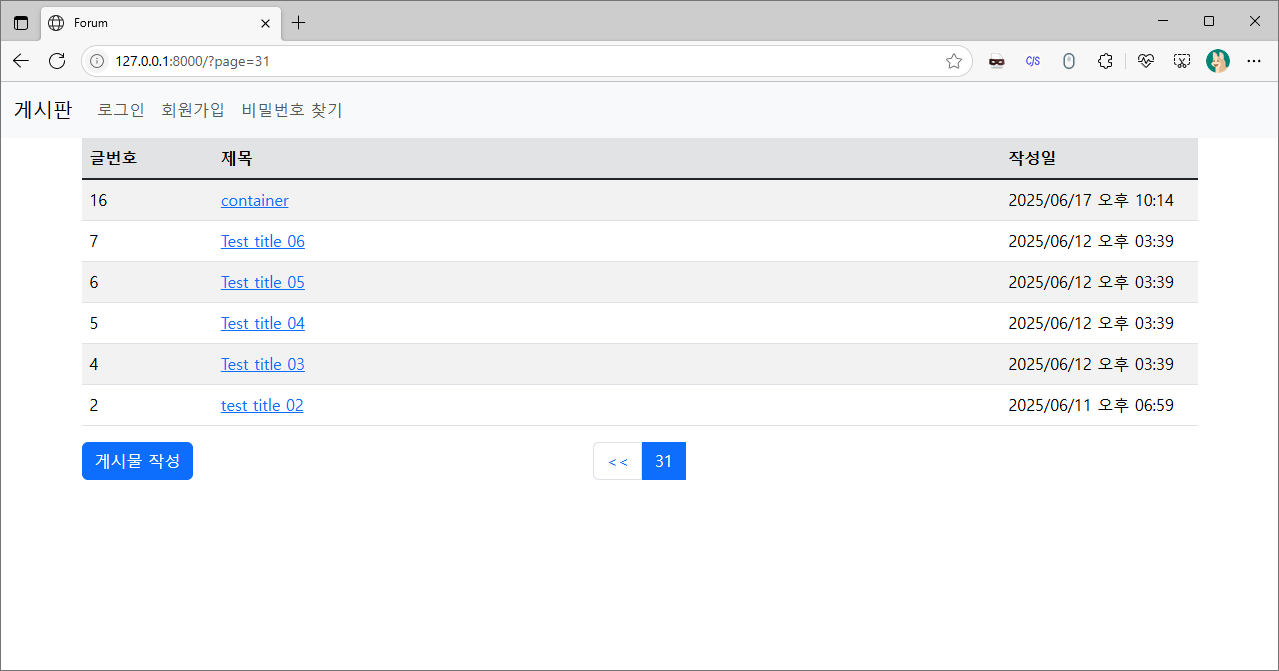 Forum
127.0.0.1:8000/?page=31
C/S
게시판 로그인 회원가입 비밀번호 찾기
글번호 제목 작성일
16 container 2025/06/17 오후 10:14
7 Test title 06 2025/06/12 오후 03:39
6 Test title 05 2025/06/12 오후 03:39
5 Test title 04 2025/06/12 오후 03:39
4 Test title 03 2025/06/12 오후 03:39
2 test title 02 2025/06/11 오후 06:59
게시물 작성 << 31